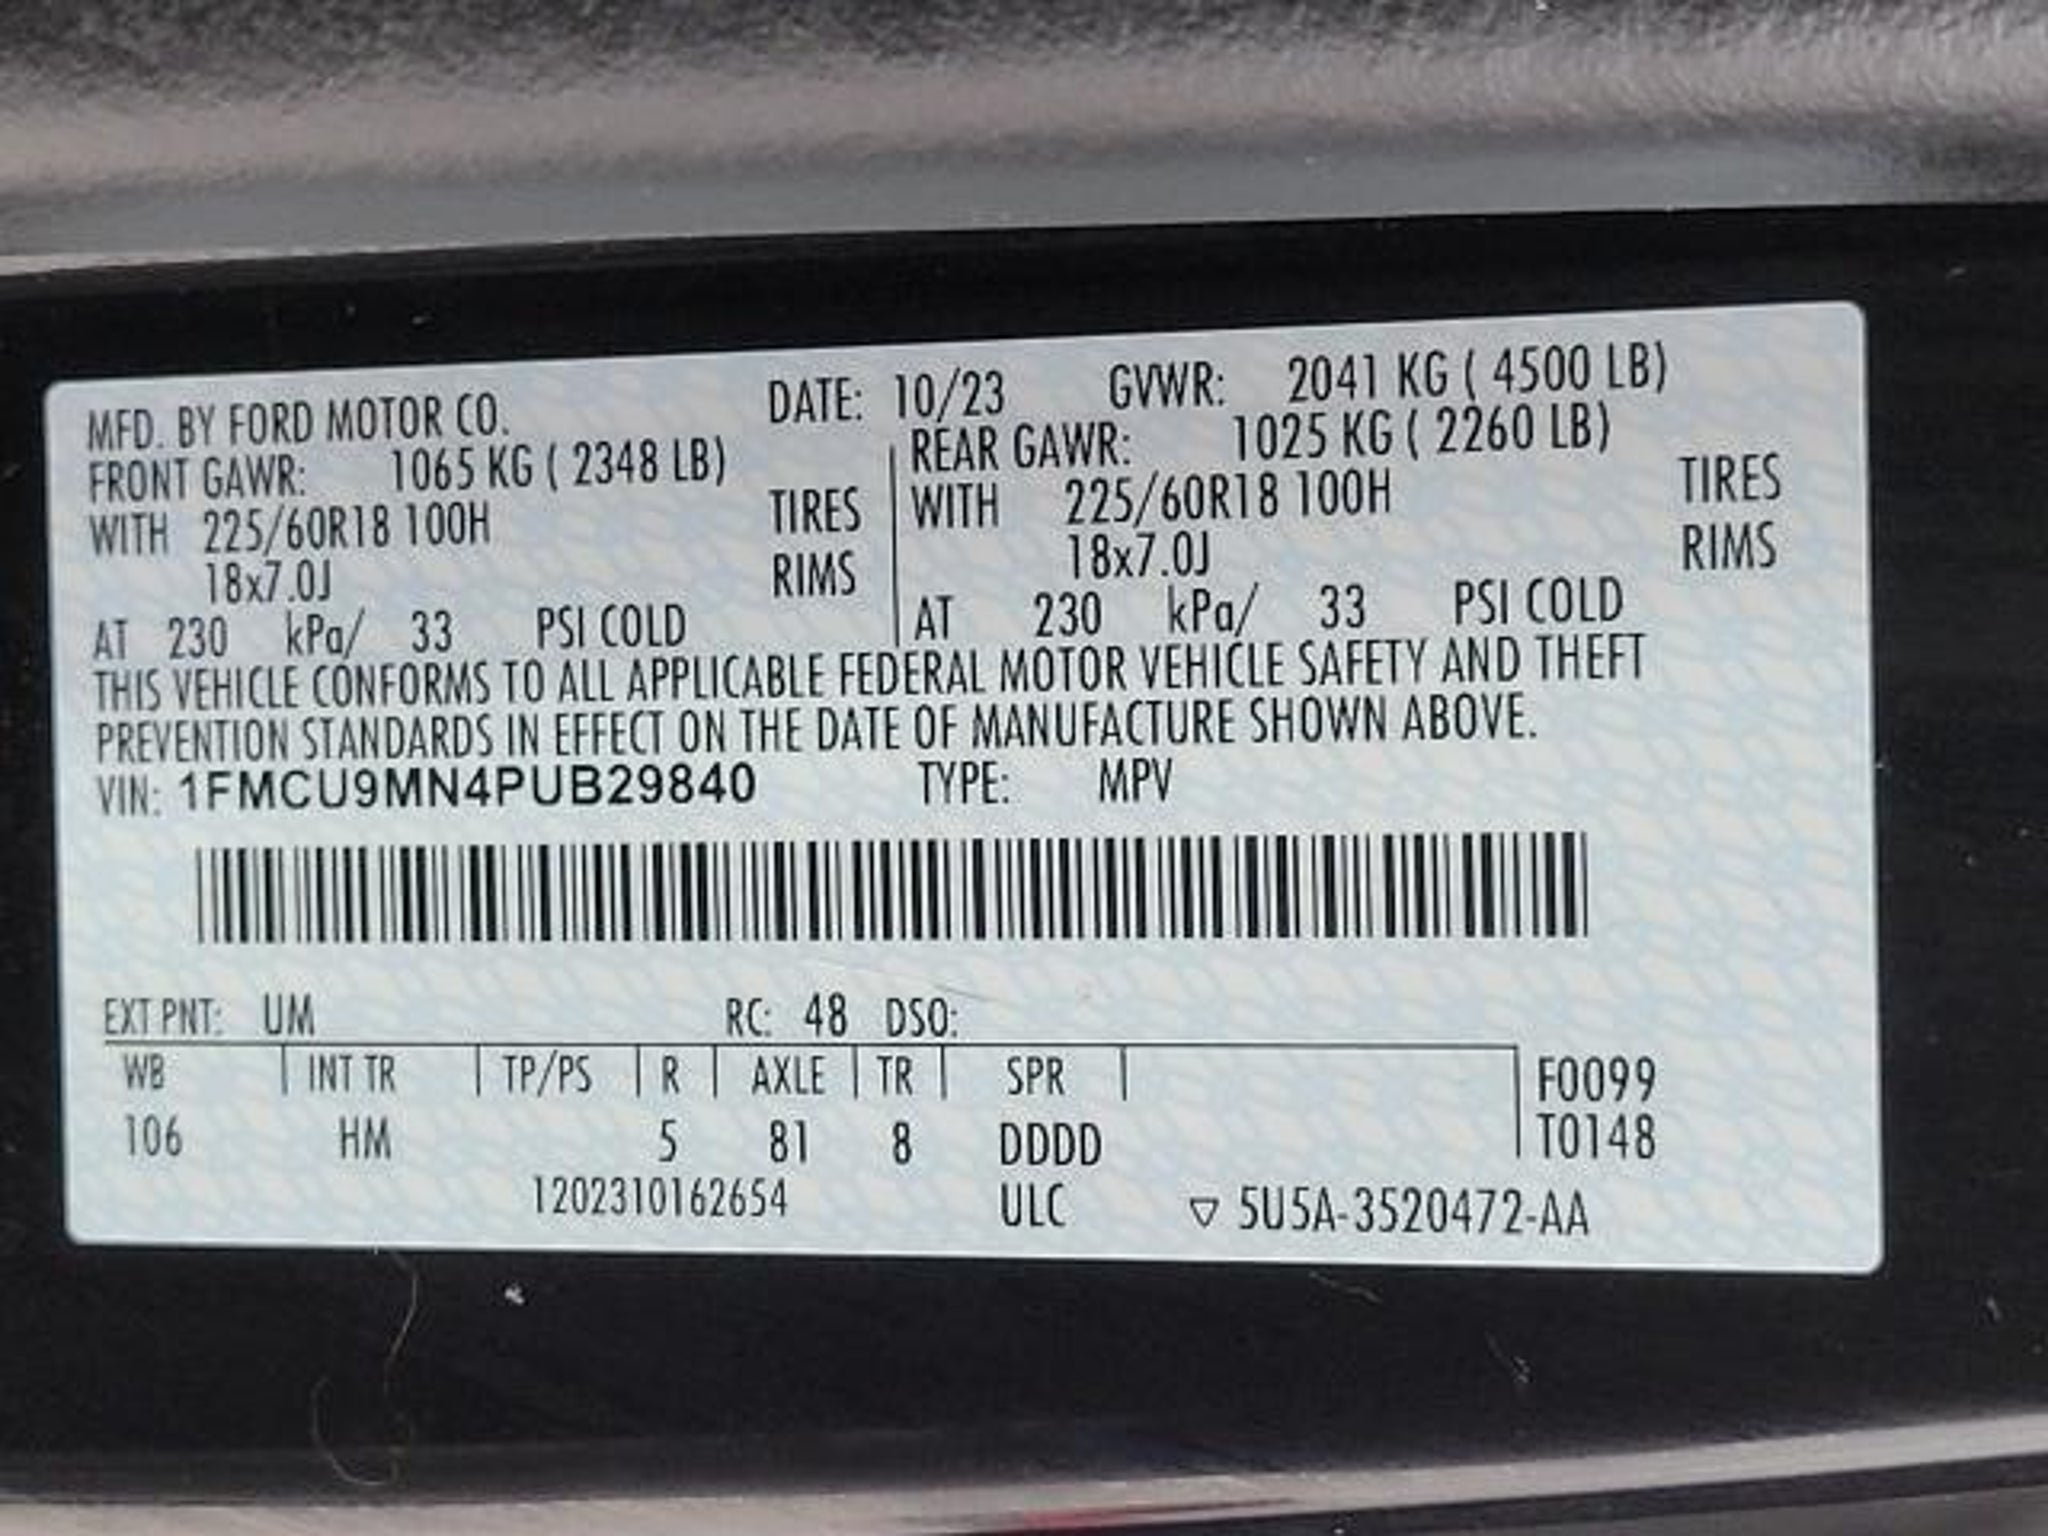 MFD. BY FORD MOTOR CO. DATE: 10/23 GVWR: 2041 KG ( 4500 LB)
FRONT GAWR: 1065 KG ( 2348 LB) REAR GAWR: 1025 KG ( 2260 LB)
WITH 225/60R18 100H TIRES WITH 225/60R18 100H TIRES
18x7.0J RIMS 18x7.0J RIMS
AT 230 kPa/ 33 PSI COLD AT 230 kPa/ 33 PSI COLD
THIS VEHICLE CONFORMS TO ALL APPLICABLE FEDERAL MOTOR VEHICLE SAFETY AND THEFT
PREVENTION STANDARDS IN EFFECT ON THE DATE OF MANUFACTURE SHOWN ABOVE.
VIN: 1FMCU9MN4PUB29840 TYPE: MPV
EXT PNT: UM RC: 48 DSO:
WB INT TR TP/PS R AXLE TR SPR F0099
106 HM 5 81 8 DDDD T0148
1202310162654 ULC ▽ 5U5A-3520472-AA